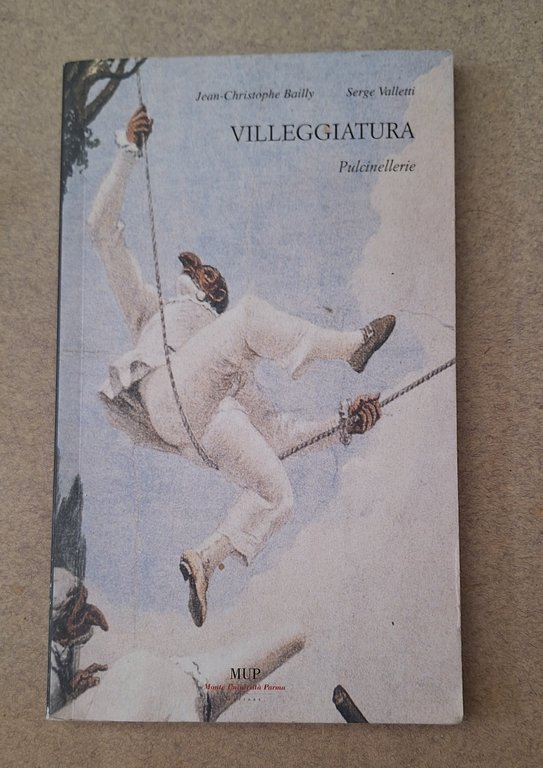 Jean-Christophe Bailly Serge Valletti
VILLEGGIATURA
Pulcinellerie
MUP
Monte Università Parma